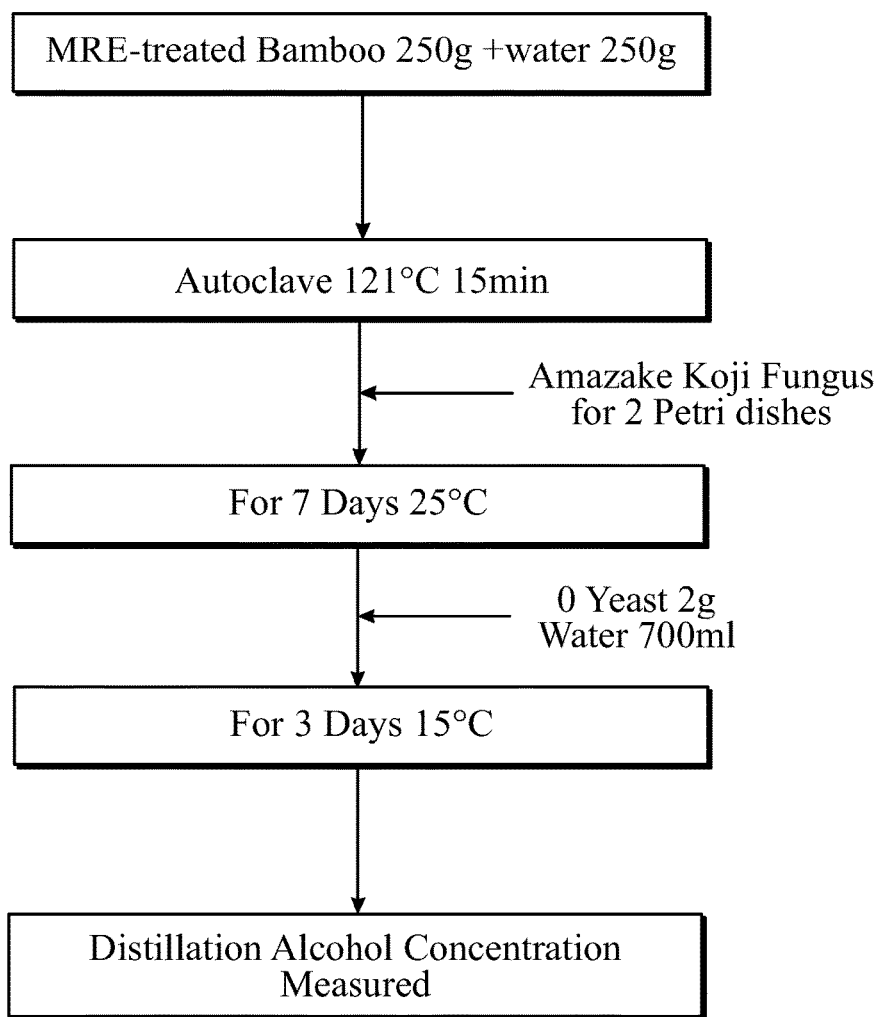 MRE-treated Bamboo 250g +water 250g
Autoclave 121°C 15min
Amazake Koji Fungus
for 2 Petri dishes
For 7 Days 25°C
0 Yeast 2g
Water 700ml
For 3 Days 15°C
Distillation Alcohol Concentration
Measured